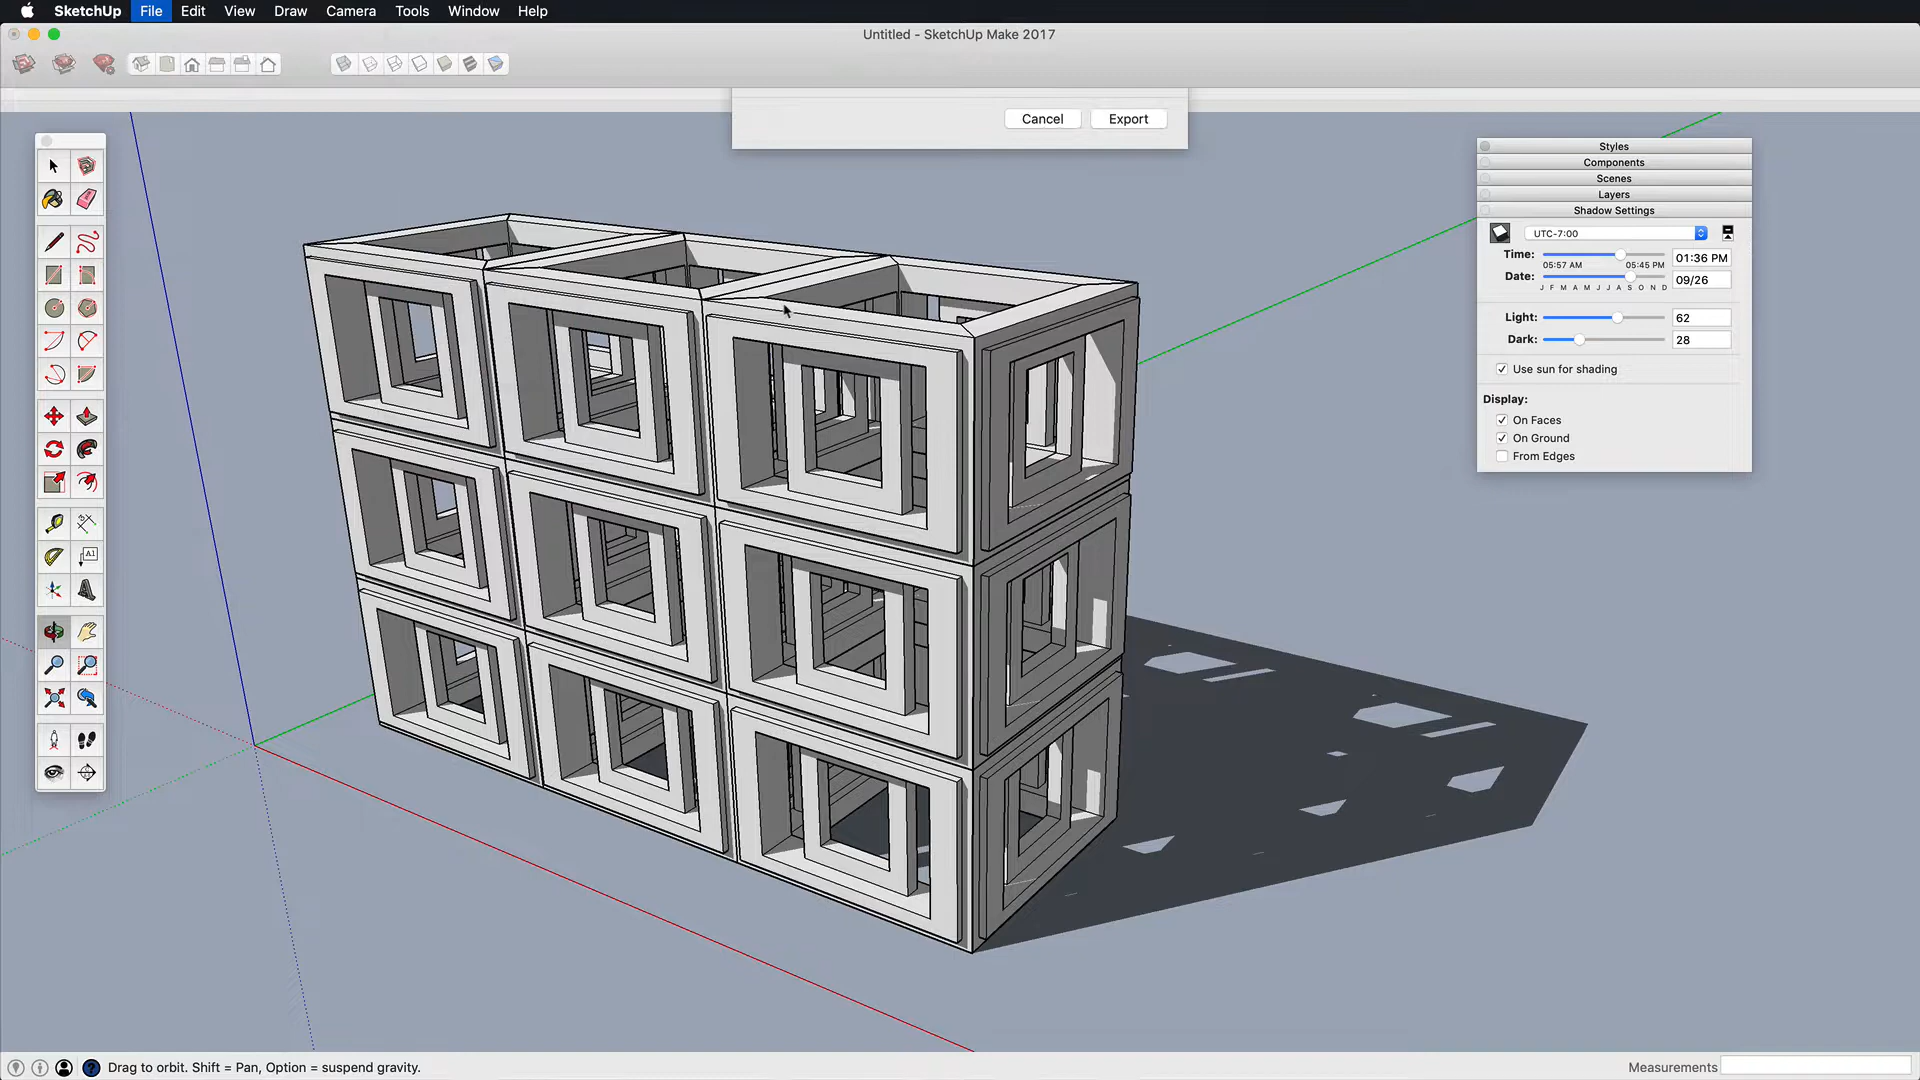 SketchUp File Edit View Draw Camera Tools Window Help
Untitled - SketchUp Make 2017
Cancel Export
Styles
Components
Scenes
Layers
Shadow Settings
UTC-7:00
Time: 01:36 PM
05:57 AM 05:45 PM
Date: 09/26
J F M A M J J A S O N D
Light: 62
Dark: 28
Use sun for shading
Display:
On Faces
On Ground
From Edges
A1
Drag to orbit. Shift = Pan, Option = suspend gravity.
Measurements